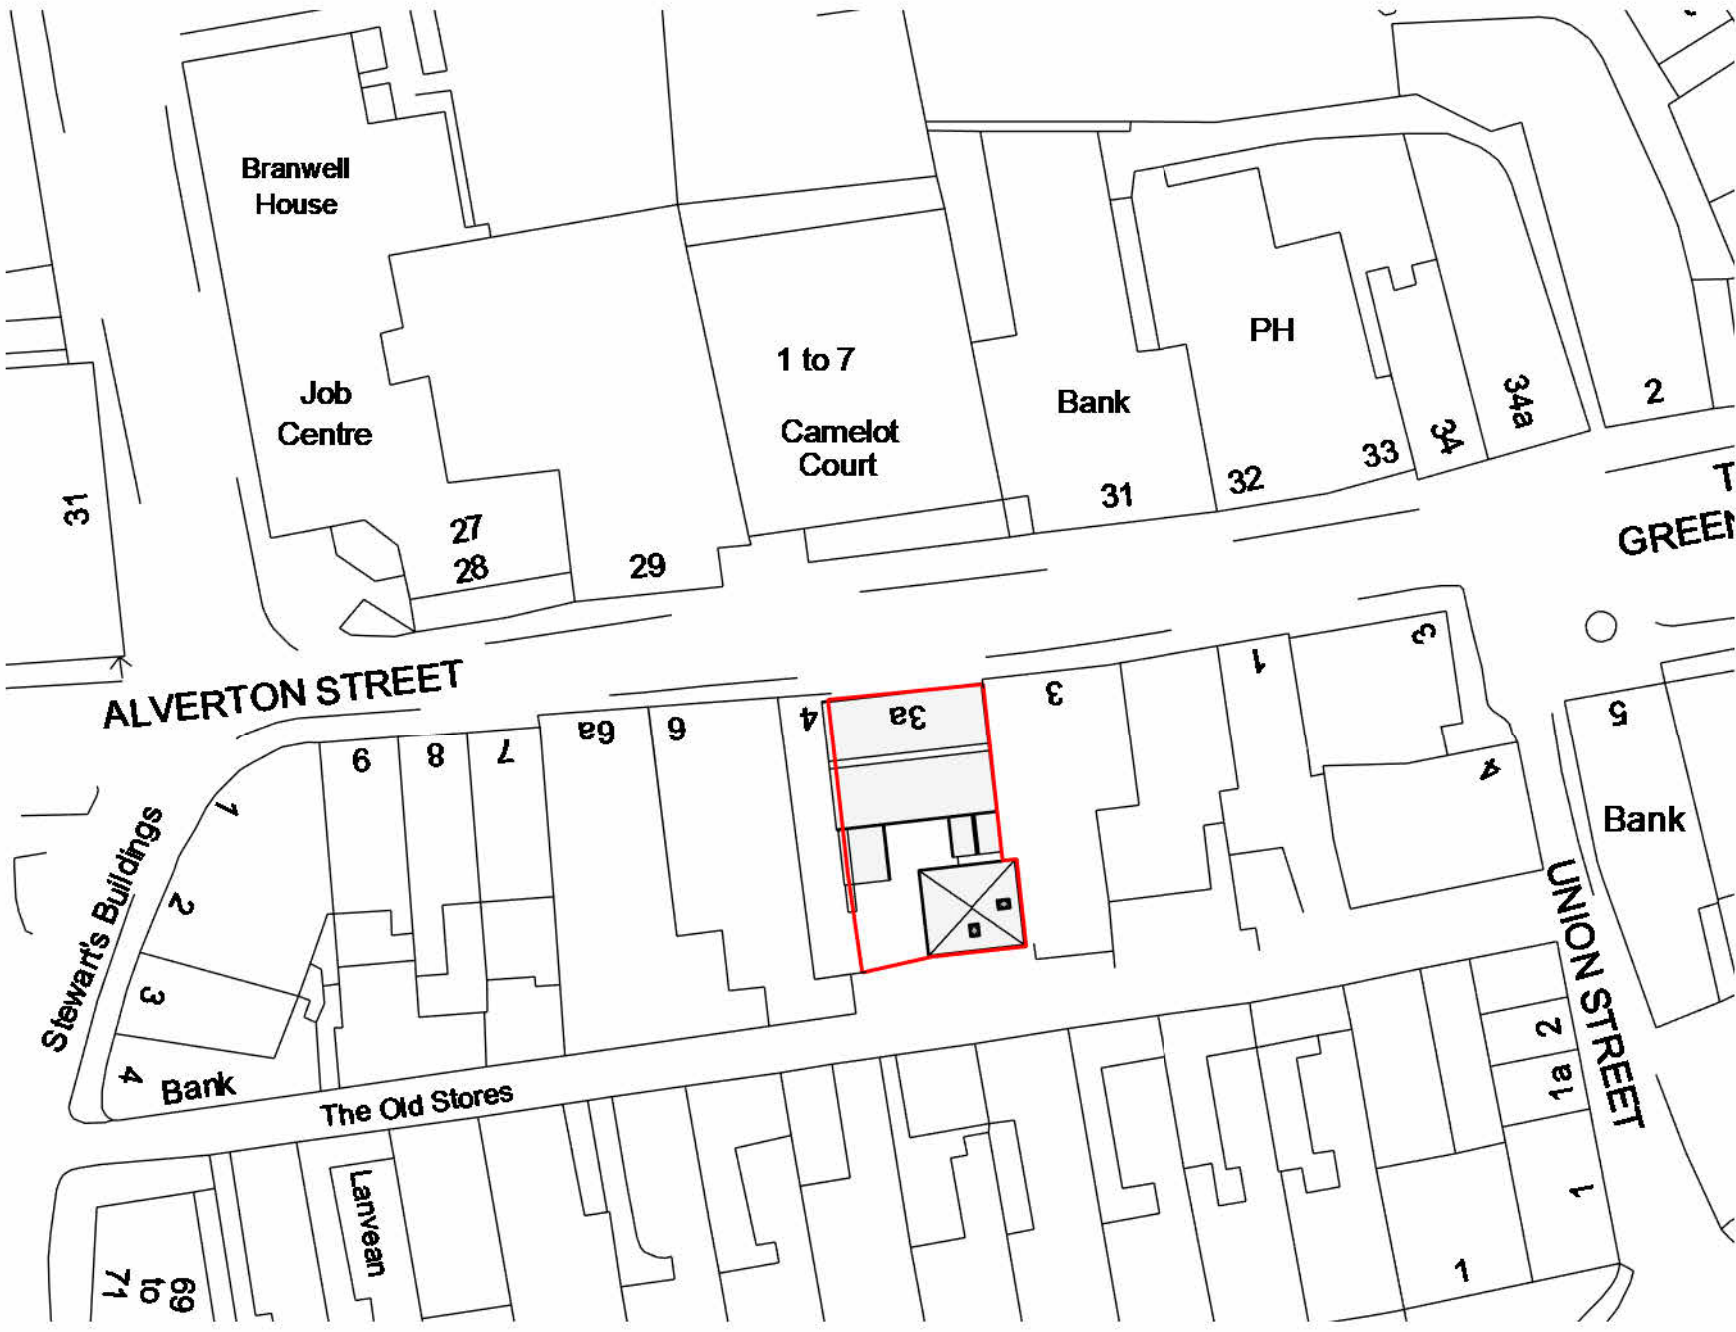 Branwell
House
Job
Centre
31
27
28
29
1 to 7
Camelot
Court
Bank
31
PH
32
33
34
34a
2
GREEN
ALVERTON STREET
9
8
7
6a
6
4
3a
3
1
3
4
5
Bank
UNION STREET
Stewart's Buildings
1
2
3
4
Bank
The Old Stores
Lanvean
69
to
71
2
1a
1
1